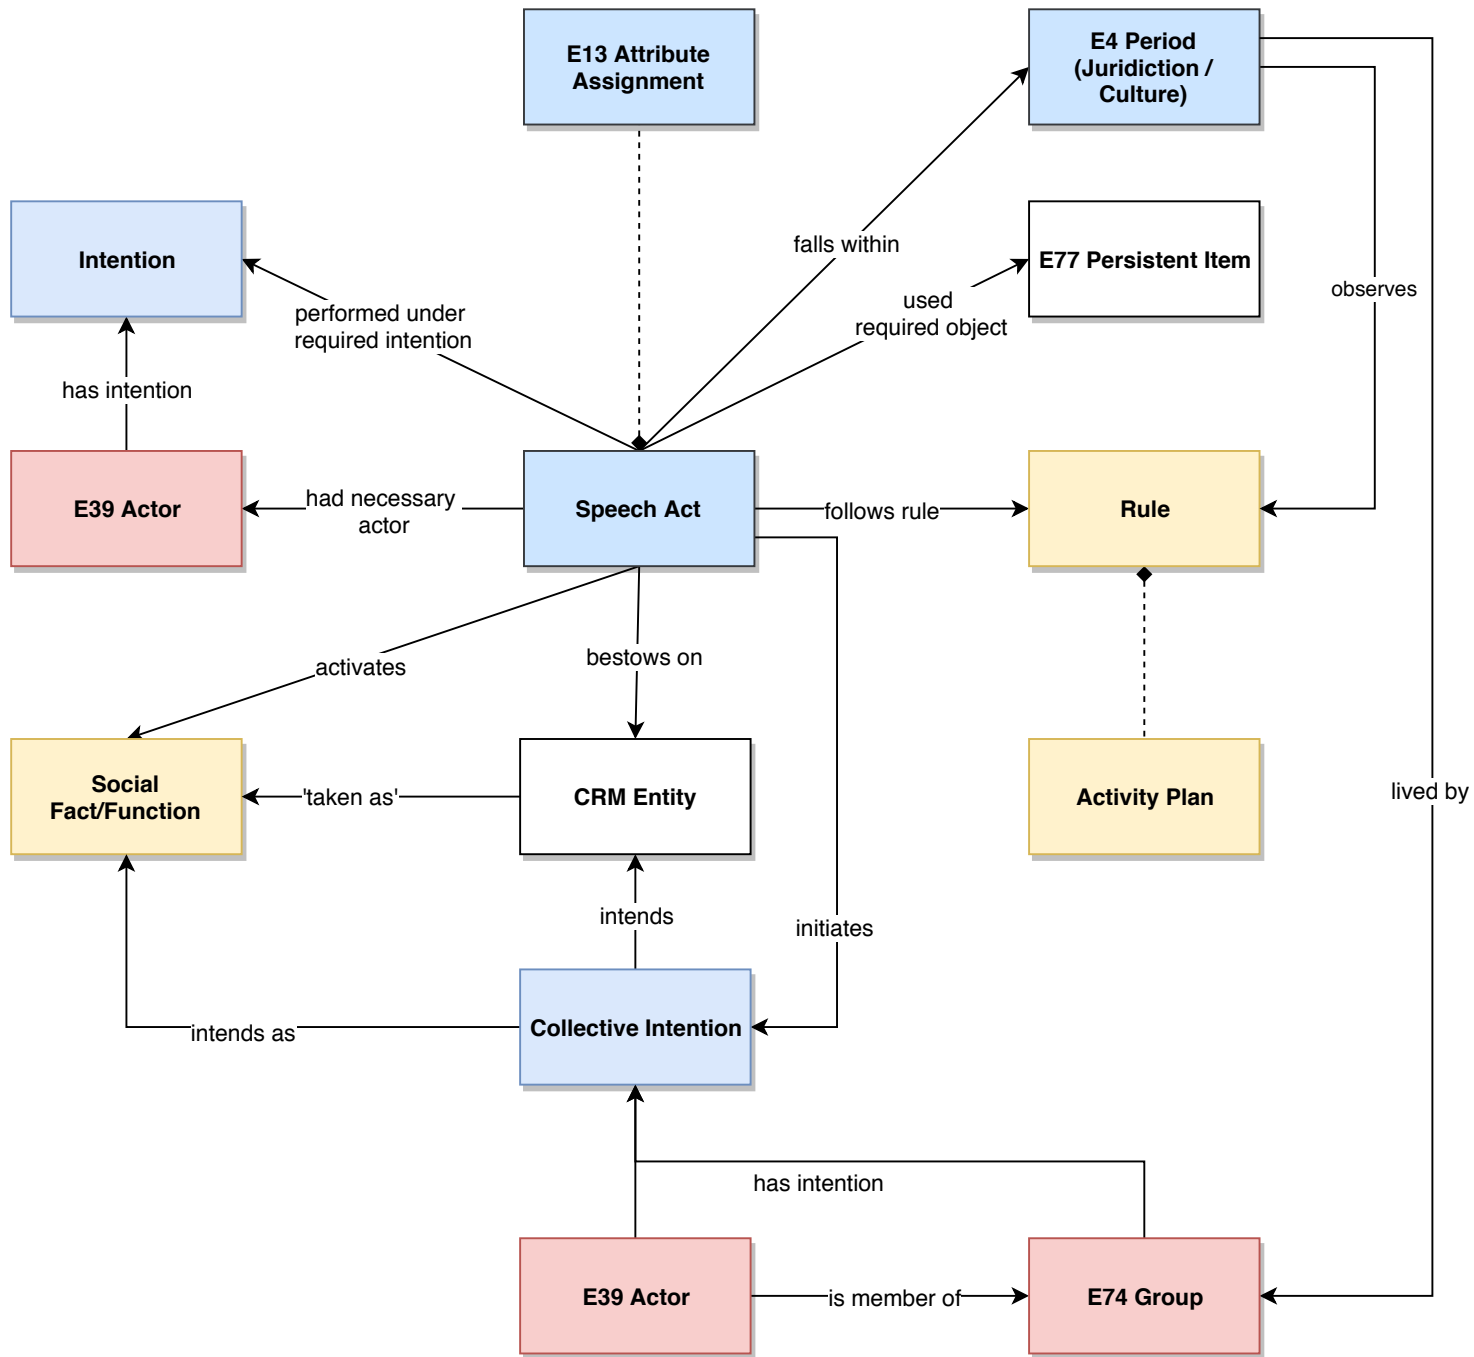 E13 Attribute
Assignment
E4 Period
(Juridiction /
Culture)
Intention
falls within
E77 Persistent Item
observes
used
required object
performed under
required intention
has intention
E39 Actor
had necessary
actor
Speech Act
follows rule
Rule
activates
bestows on
Social
Fact/Function
'taken as'
CRM Entity
Activity Plan
lived by
intends
initiates
intends as
Collective Intention
has intention
E39 Actor
is member of
E74 Group